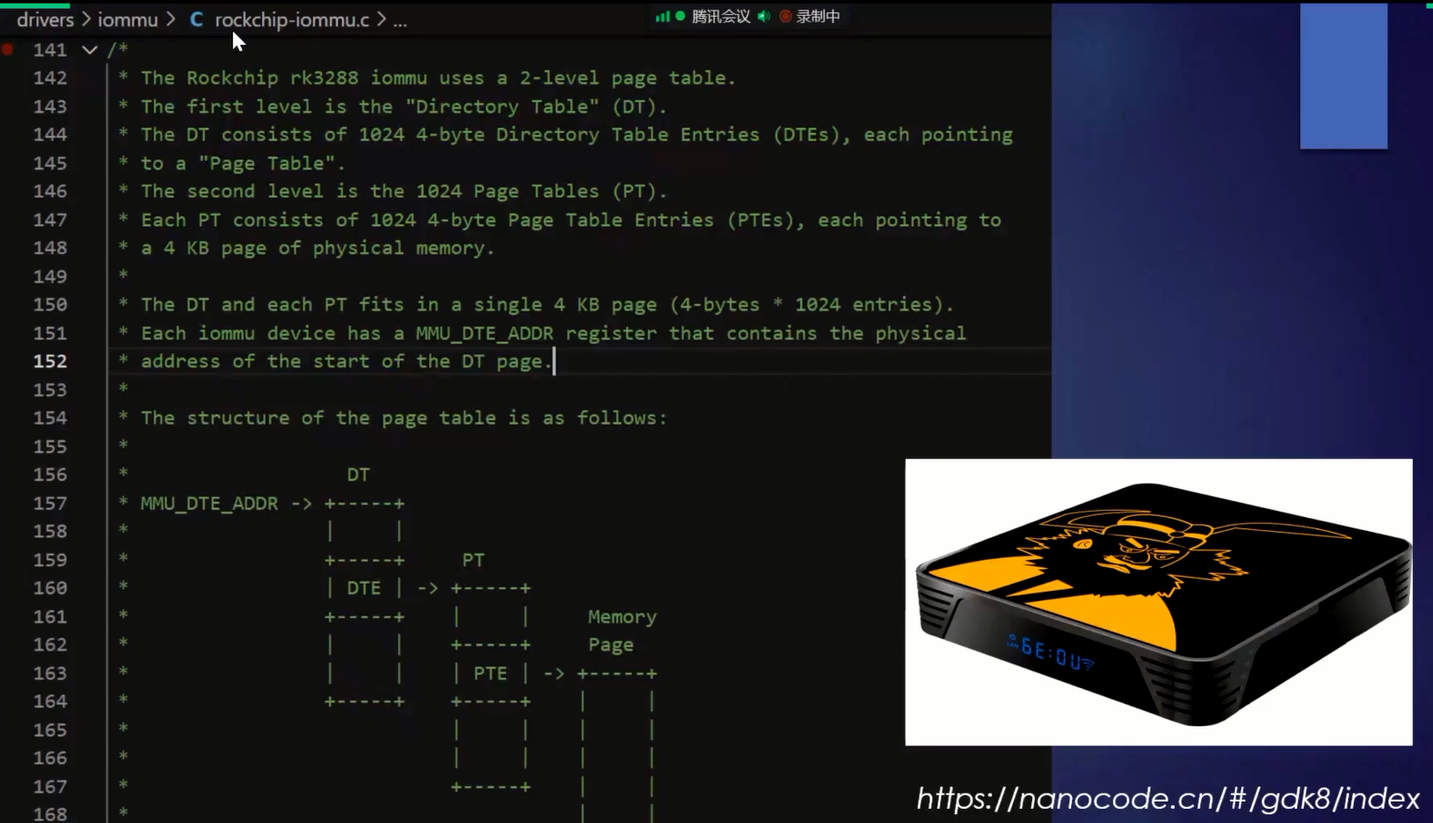 drivers > iommu > C rockchip-iommu.c > ...
腾讯会议 录制中
141 /*
142 * The Rockchip rk3288 iommu uses a 2-level page table.
143 * The first level is the "Directory Table" (DT).
144 * The DT consists of 1024 4-byte Directory Table Entries (DTEs), each pointing
145 * to a "Page Table".
146 * The second level is the 1024 Page Tables (PT).
147 * Each PT consists of 1024 4-byte Page Table Entries (PTEs), each pointing to
148 * a 4 KB page of physical memory.
149 *
150 * The DT and each PT fits in a single 4 KB page (4-bytes * 1024 entries).
151 * Each iommu device has a MMU_DTE_ADDR register that contains the physical
152 * address of the start of the DT page.
153 *
154 * The structure of the page table is as follows:
155 *
156 * DT
157 * MMU_DTE_ADDR -> +------+
158 * | |
159 * +------+ PT
160 * | DTE | -> +------+
161 * +------+ | | Memory
162 * | | +------+ Page
163 * | | | PTE | -> +------+
164 * +------+ +------+ | |
165 * | | | |
166 * | | | |
167 * +------+ | |
168 * | |
https://nanocode.cn/#/gdk8/index